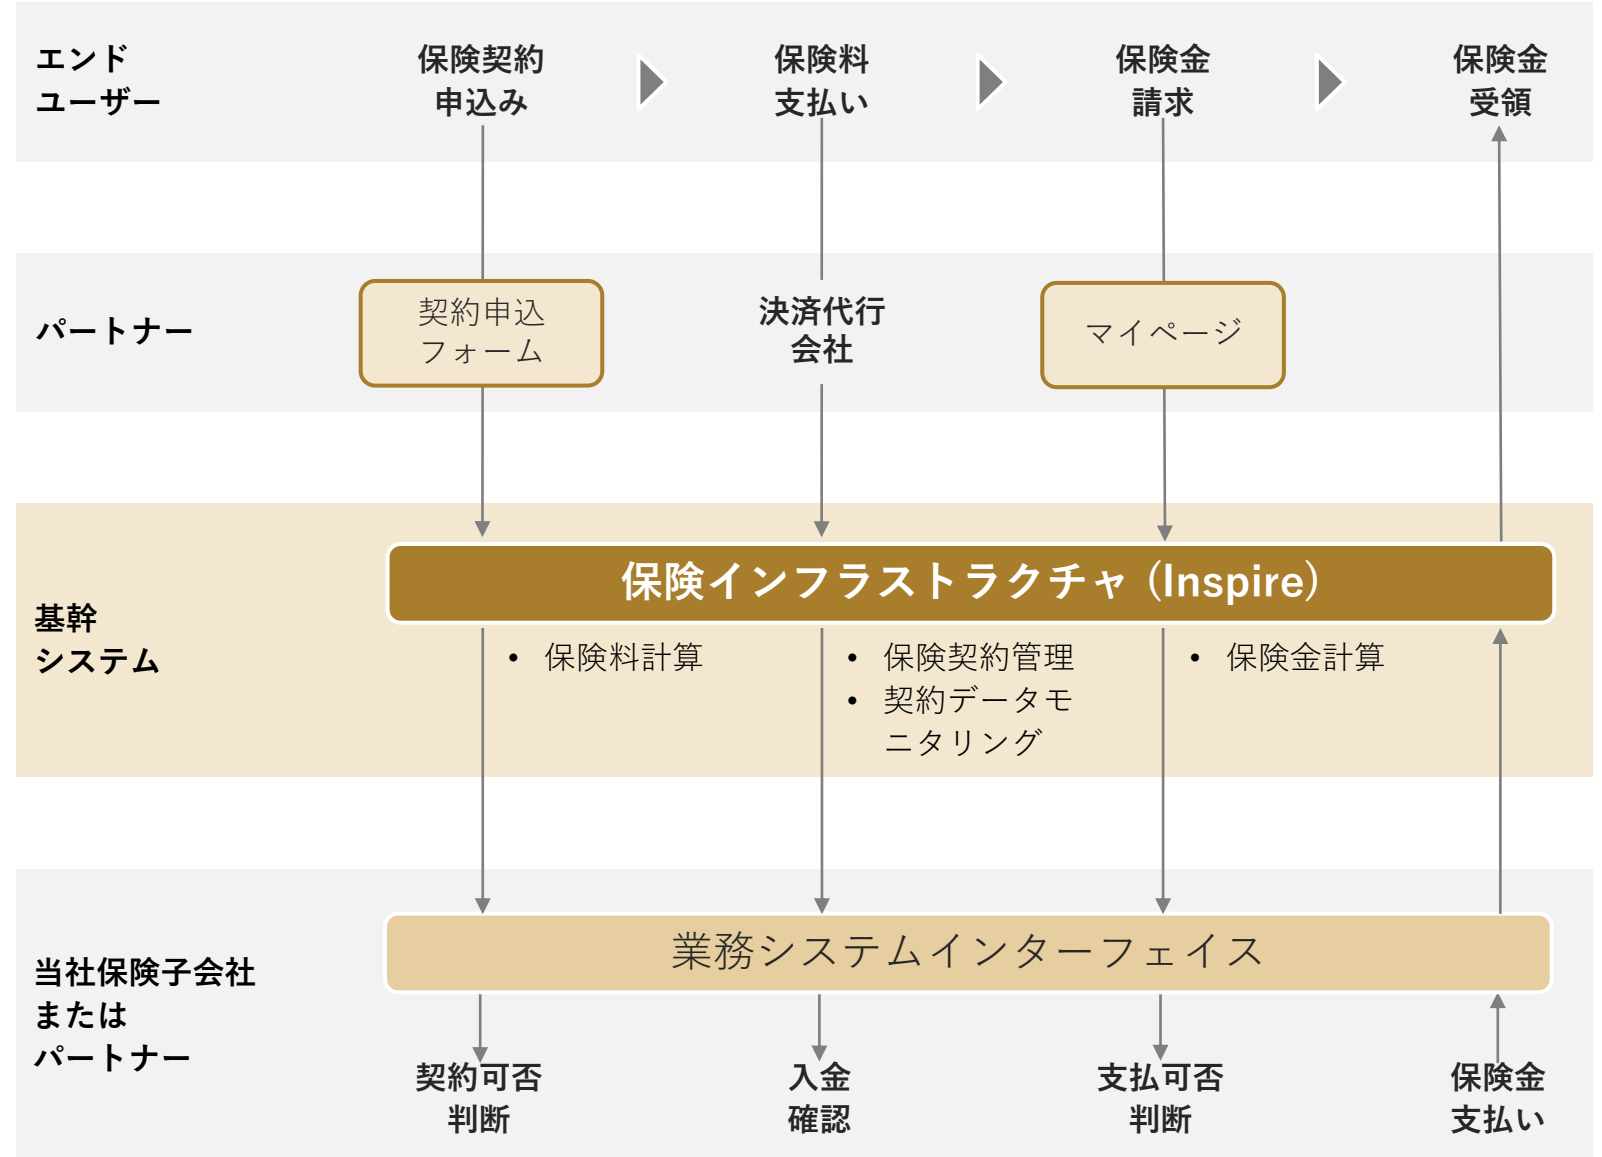 エンド
ユーザー
保険契約
申込み
保険料
支払い
保険金
請求
保険金
受領
パートナー
契約申込
フォーム
決済代行
会社
マイページ
基幹
システム
保険インフラストラクチャ (Inspire)
• 保険料計算
• 保険契約管理
• 契約データモ
ニタリング
• 保険金計算
当社保険子会社
または
パートナー
業務システムインターフェイス
契約可否
判断
入金
確認
支払可否
判断
保険金
支払い